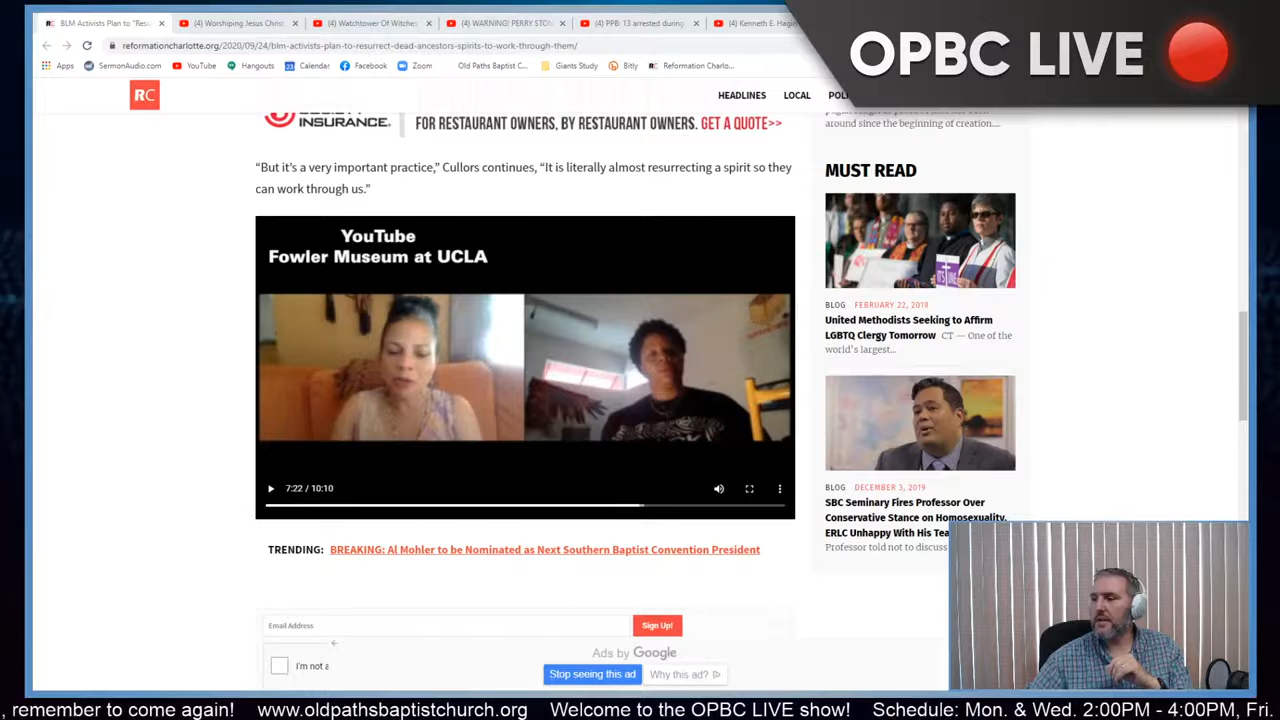 BLM Activists Plan to "Resu
(4) Worshiping Jesus Christ
(4) Watchtower Of Witches
(4) WARNING! PERRY STON
(4) PPB: 13 arrested during
(4) Kenneth E. Hagin
OPBC LIVE
reformationcharlotte.org/2020/09/24/blm-activists-plan-to-resurrect-dead-ancestors-spirits-to-work-through-them/
Apps
SermonAudio.com
YouTube
Hangouts
23
Calendar
Facebook
Zoom
Old Paths Baptist C...
Giants Study
Bitly
RC
Reformation Charlo...
RC
HEADLINES
LOCAL
INSURANCE.
FOR RESTAURANT OWNERS, BY RESTAURANT OWNERS. GET A QUOTE>>
around since the beginning of creation....
“But it’s a very important practice,” Cullors continues, “It is literally almost resurrecting a spirit so they
can work through us.”
YouTube
Fowler Museum at UCLA
7:22 / 10:10
TRENDING: BREAKING: Al Mohler to be Nominated as Next Southern Baptist Convention President
MUST READ
BLOG FEBRUARY 22, 2019
United Methodists Seeking to Affirm
LGBTQ Clergy Tomorrow CT — One of the
world's largest...
BLOG DECEMBER 3, 2019
SBC Seminary Fires Professor Over
Conservative Stance on Homosexuality,
ERLC Unhappy With His Tea
Professor told not to discuss
Email Address
Sign Up!
I'm not a
Ads by Google
Stop seeing this ad
Why this ad?
, remember to come again! www.oldpathsbaptistchurch.org Welcome to the OPBC LIVE show! Schedule: Mon. & Wed. 2:00PM - 4:00PM, Fri.